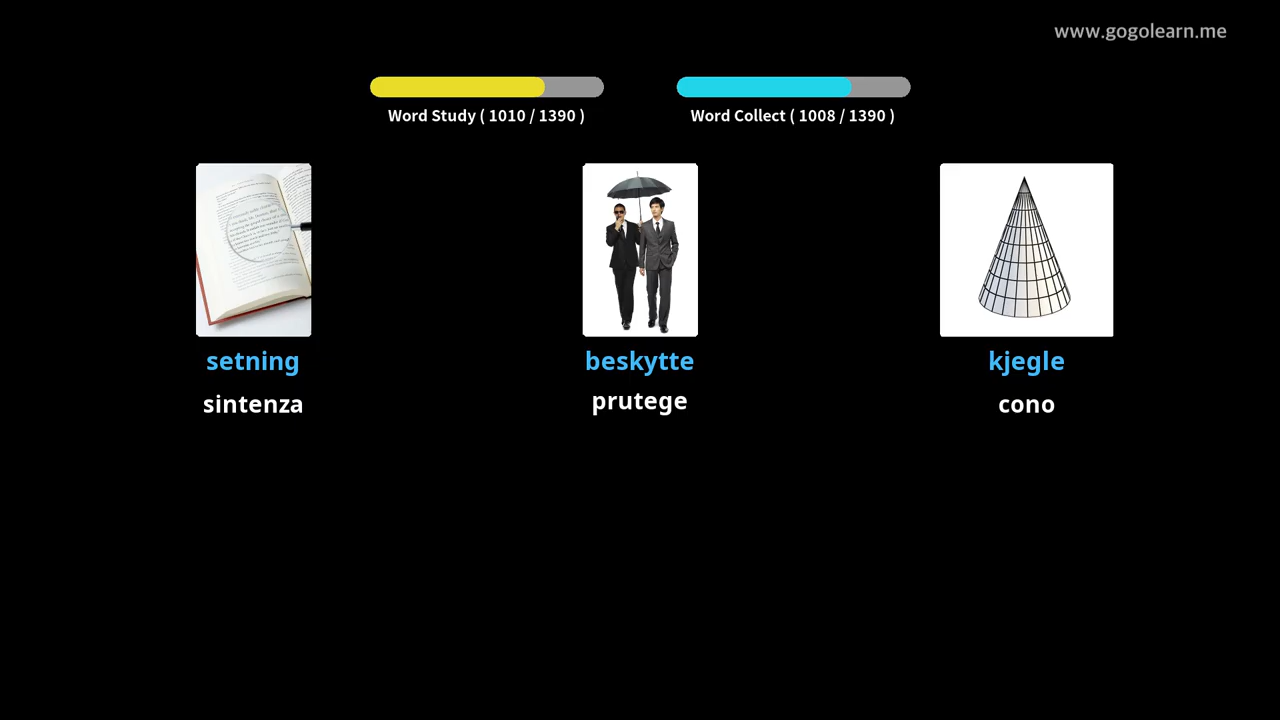 www.gogolearn.me
Word Study ( 1010 / 1390 )
Word Collect ( 1008 / 1390 )
setning
beskytte
kjegle
sintenza
prutege
cono